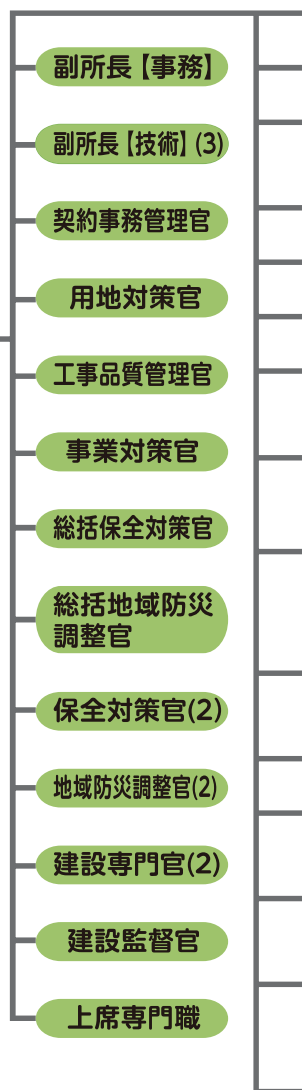 副所長【事務】
副所長【技術】(3)
契約事務管理官
用地対策官
工事品質管理官
事業対策官
総括保全対策官
総括地域防災
調整官
保全対策官(2)
地域防災調整官(2)
建設専門官(2)
建設監督官
上席専門職